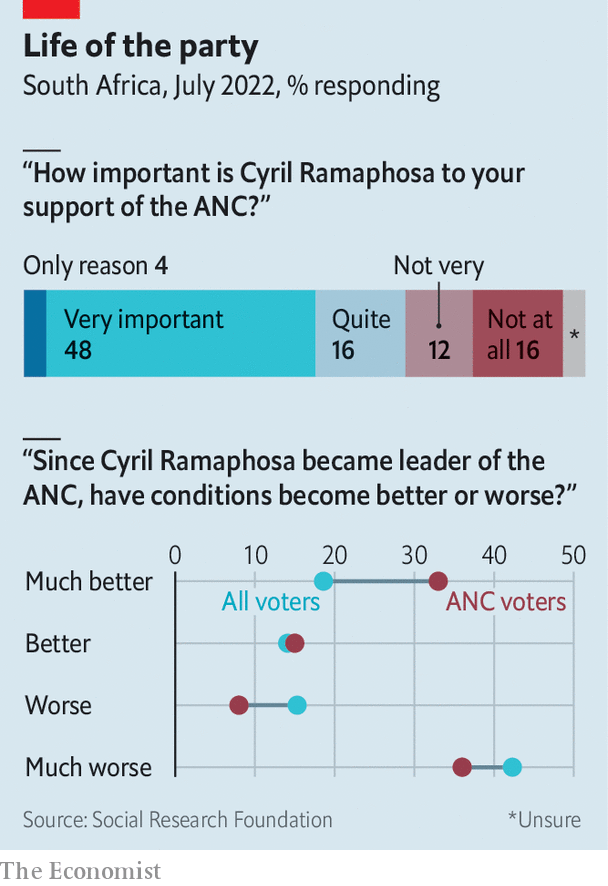 Life of the party
South Africa, July 2022, % responding
“How important is Cyril Ramaphosa to your
support of the ANC?”
Only reason 4
Not very
Very important
48
Quite
16
12
Not at
all 16
*
“Since Cyril Ramaphosa became leader of the
ANC, have conditions become better or worse?”
0 10 20 30 40 50
Much better
All voters
ANC voters
Better
Worse
Much worse
Source: Social Research Foundation
*Unsure
The Economist